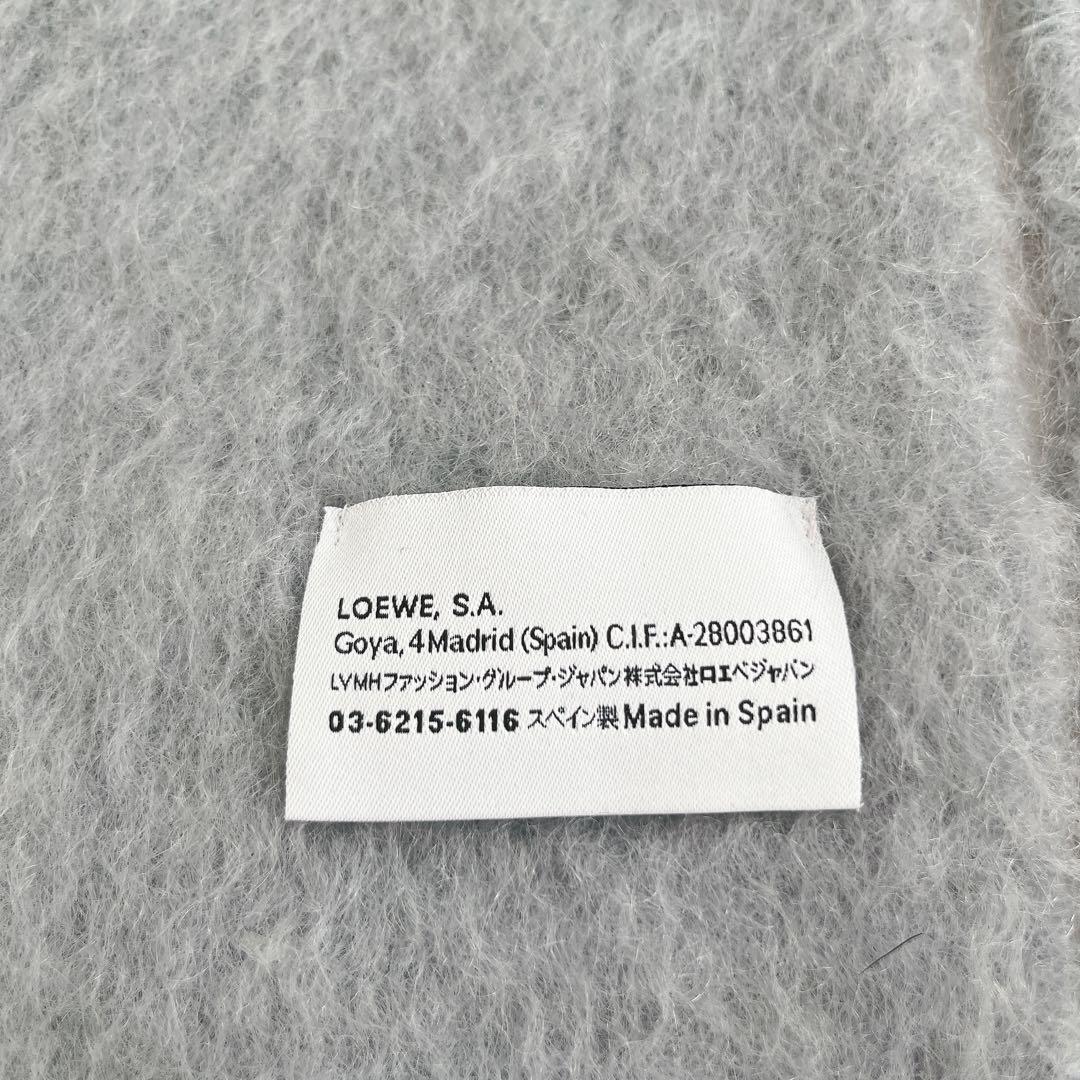 LOEWE, S.A.
Goya, 4 Madrid (Spain) C.I.F.:A-28003861
LVMHファッション・グループ・ジャパン株式会社ロエベジャパン
03-6215-6116 スペイン製 Made in Spain